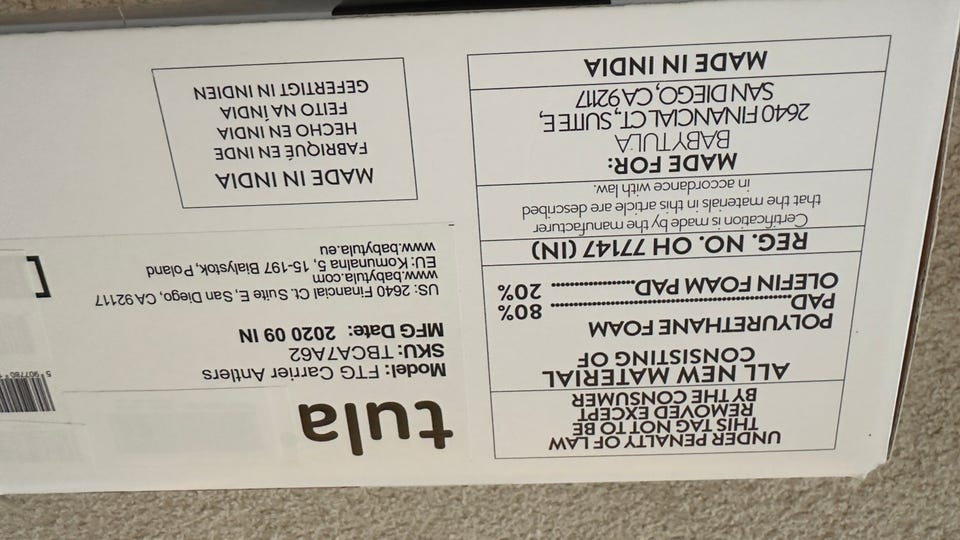 UNDER PENALTY OF LAW
THIS TAG NOT TO BE
REMOVED EXCEPT
BY THE CONSUMER
ALL NEW MATERIAL
CONSISTING OF
POLYURETHANE FOAM
PAD................................80%
OLEFIN FOAM PAD................20%
REG. NO. OH 77147 (IN)
Certification is made by the manufacturer
that the materials in this article are described
in accordance with law.
MADE FOR:
BABYTULA
2640 FINANCIAL CT, SUITE E,
SAN DIEGO, CA 92117
MADE IN INDIA
tula
Model: FTG Carrier Antlers
SKU: TBCA7A62
MFG Date: 2020 09 IN
US: 2640 Financial Ct. Suite E, San Diego, CA 92117
www.babytula.com
EU: Komunalna 5, 15-197 Bialystok, Poland
www.babytula.eu
MADE IN INDIA
FABRIQUÉ EN INDE
HECHO EN INDIA
FEITO NA ÍNDIA
GEFERTIGT IN INDIEN
5 907786